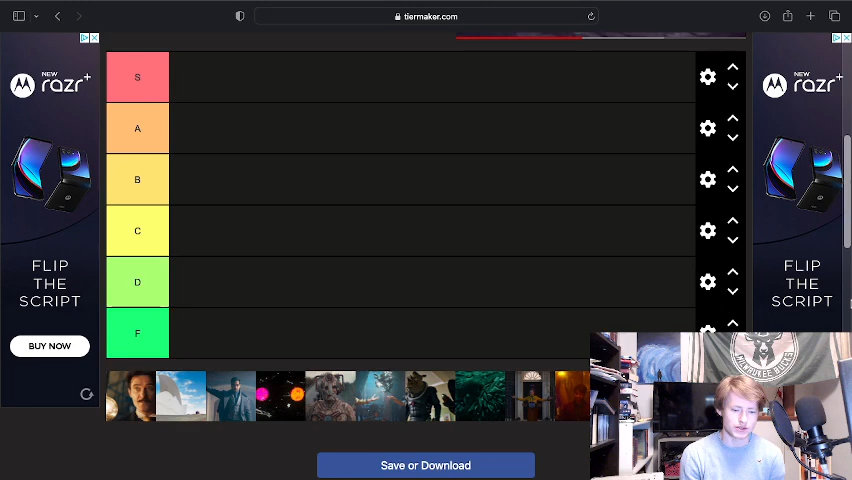 tiermaker.com
NEW
razr+
FLIP
THE
SCRIPT
BUY NOW
S
A
B
C
D
F
NEW
razr+
FLIP
THE
SCRIPT
MILWAUKEE BUCKS
Save or Download